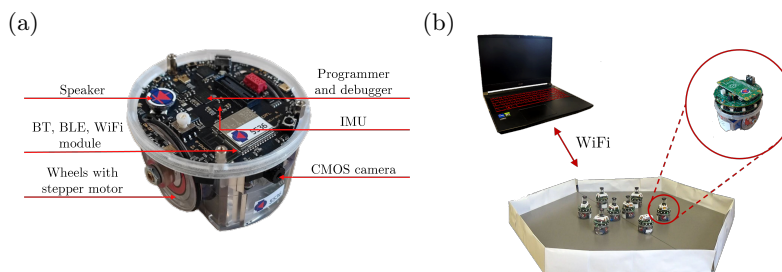 (a)
Speaker
BT, BLE, WiFi
module
Wheels with
stepper motor
Programmer
and debugger
IMU
CMOS camera
(b)
WiFi